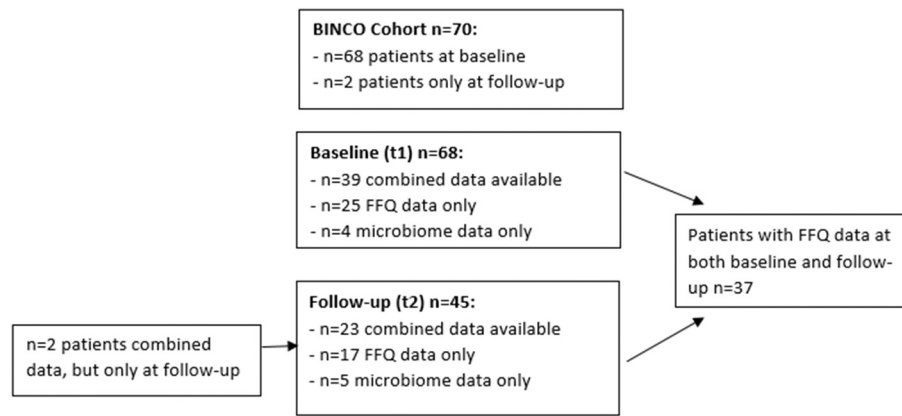 BINCO Cohort n=70:
- n=68 patients at baseline
- n=2 patients only at follow-up
Baseline (t1) n=68:
- n=39 combined data available
- n=25 FFQ data only
- n=4 microbiome data only
Patients with FFQ data at
both baseline and follow-
up n=37
Follow-up (t2) n=45:
- n=23 combined data available
- n=17 FFQ data only
- n=5 microbiome data only
n=2 patients combined
data, but only at follow-up